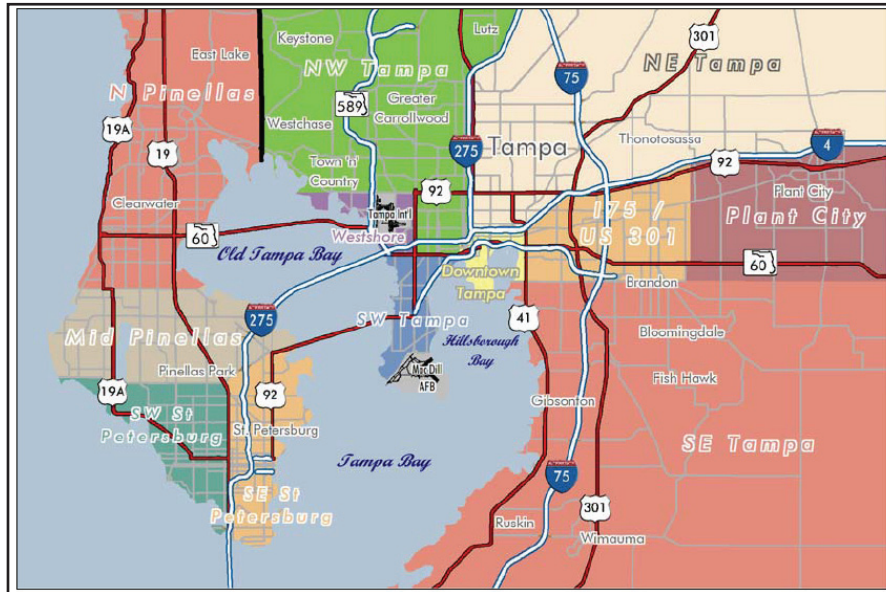 301
Keystone
Lutz
East Lake
NW Tampa
75
NE Tampa
N Pinellas
589
Greater
Carrollwood
19A
19
Westchase
275
Tampa
Thonotosassa
4
92
Town 'n'
Country
92
Plant City
Clearwater
Tampa Int'l
I75 /
US 301
Plant City
60
Westshore
Old Tampa Bay
60
Downtown
Tampa
Brandon
275
SW Tampa
41
Mid Pinellas
Hillsborough
Bay
Bloomingdale
Pinellas Park
Mac Dill
AFB
Fish Hawk
19A
92
Gibsonton
SW St
Petersburg
St. Petersburg
SE Tampa
Tampa Bay
75
SE St
Petersburg
301
Ruskin
Wimauma